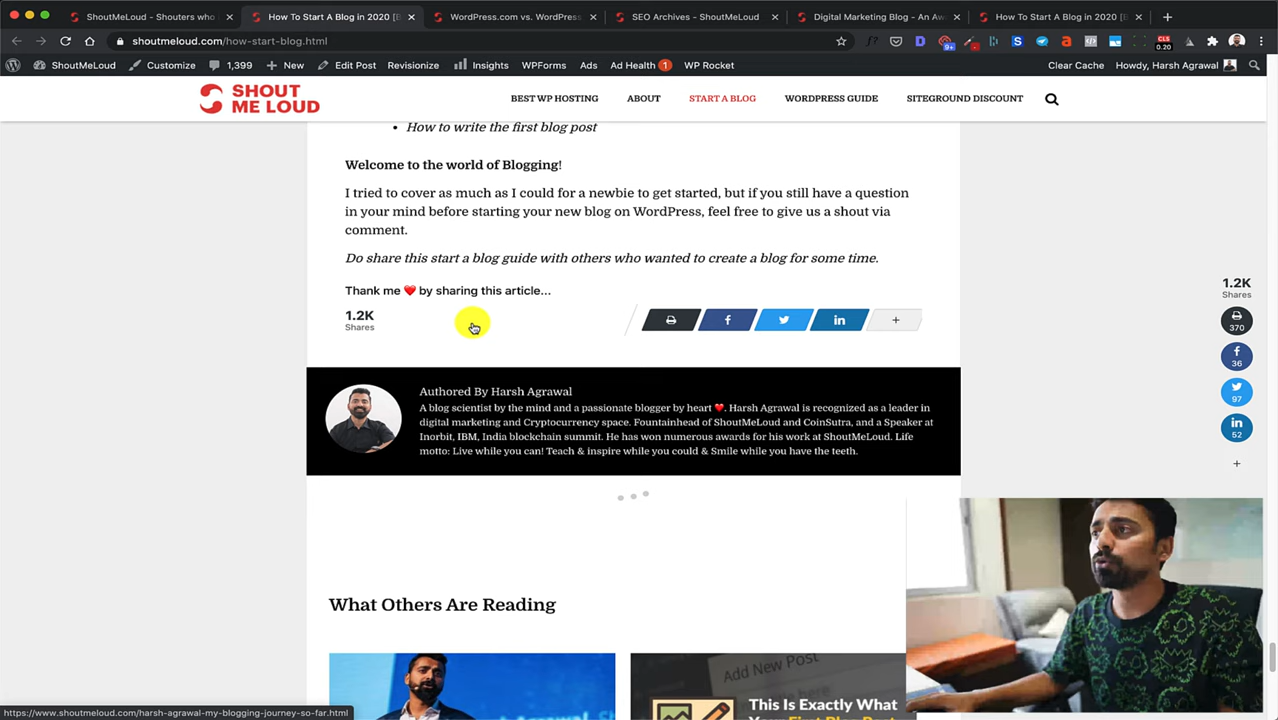 ShoutMeLoud - Shouters who
How To Start A Blog in 2020 [B
WordPress.com vs. WordPress
SEO Archives - ShoutMeLoud
Digital Marketing Blog - An Aw
How To Start A Blog in 2020 [B
shoutmeloud.com/how-start-blog.html
f?
9+
CLS
0.20
ShoutMeLoud
Customize
1,399
New
Edit Post
Revisionize
Insights
WPForms
Ads
Ad Health 1
WP Rocket
Clear Cache
Howdy, Harsh Agrawal
SHOUT
ME LOUD
BEST WP HOSTING
ABOUT
START A BLOG
WORDPRESS GUIDE
SITEGROUND DISCOUNT
• How to write the first blog post
Welcome to the world of Blogging!
I tried to cover as much as I could for a newbie to get started, but if you still have a question
in your mind before starting your new blog on WordPress, feel free to give us a shout via
comment.
Do share this start a blog guide with others who wanted to create a blog for some time.
Thank me ❤️ by sharing this article...
1.2K
Shares
1.2K
Shares
370
36
97
52
Authored By Harsh Agrawal
A blog scientist by the mind and a passionate blogger by heart ❤️. Harsh Agrawal is recognized as a leader in
digital marketing and Cryptocurrency space. Fountainhead of ShoutMeLoud and CoinSutra, and a Speaker at
Inorbit, IBM, India blockchain summit. He has won numerous awards for his work at ShoutMeLoud. Life
motto: Live while you can! Teach & inspire while you could & Smile while you have the teeth.
What Others Are Reading
Add New Post
This Is Exactly What
Your First Blog Post
https://www.shoutmeloud.com/harsh-agrawal-my-blogging-journey-so-far.html